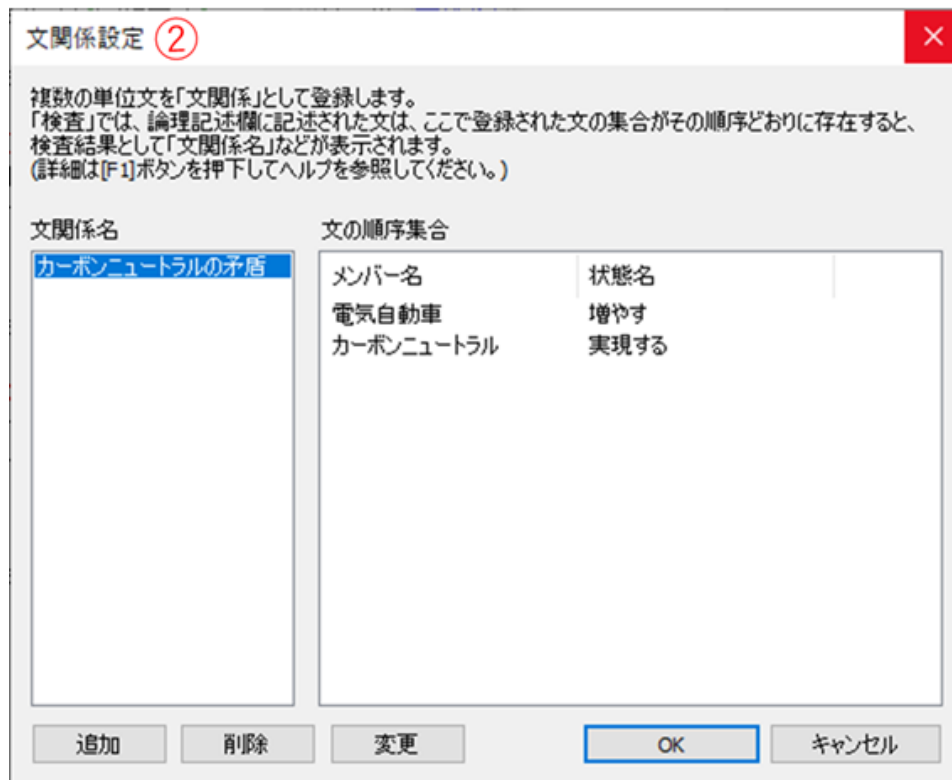 文関係設定 ②
複数の単位文を「文関係」として登録します。
「検査」では、論理記述欄に記述された文は、ここで登録された文の集合がその順序どおりに存在すると、
検査結果として「文関係名」などが表示されます。
(詳細は[F1]ボタンを押下してヘルプを参照してください。)
文関係名 文の順序集合
カーボンニュートラルの矛盾
メンバー名 状態名
電気自動車 増やす
カーボンニュートラル 実現する
追加 削除 変更 OK キャンセル